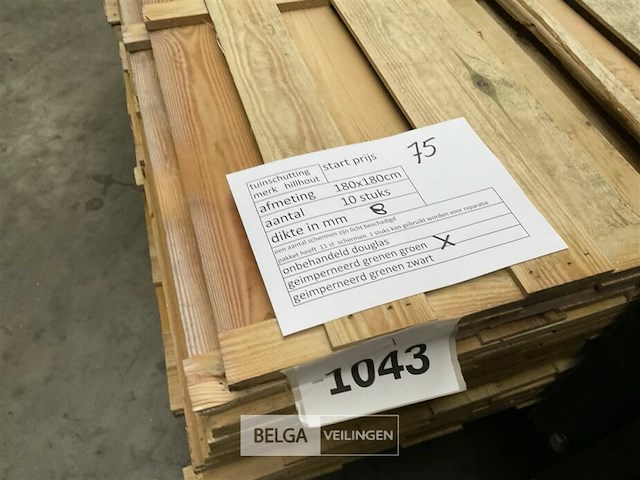 tuinschutting
merk hillhout
start prijs 75
afmeting 180x180cm
aantal 10 stuks
dikte in mm 8
een aantal schermen zijn licht beschadigd
pakket heeft 11 st schermen. 1 stuks kan gebruikt worden voor reparatie
onbehandeld douglas
geimperneerd grenen groen X
geimperneerd grenen zwart
1043
BELGA VEILINGEN